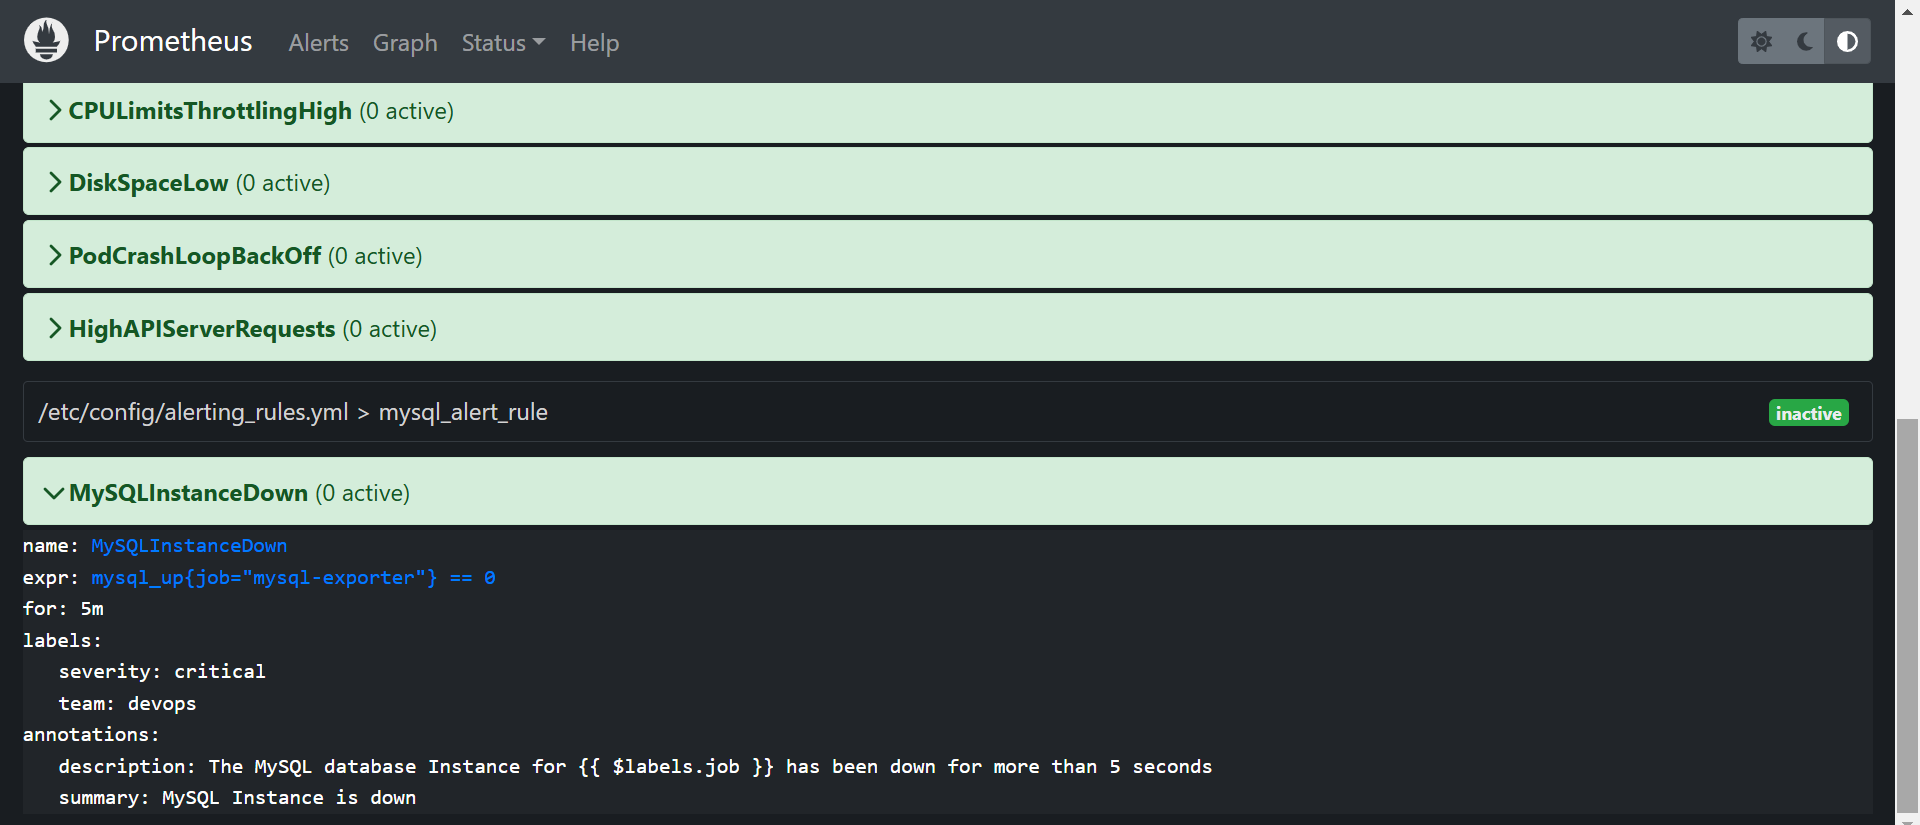 Prometheus Alerts Graph Status Help
CPULimitsThrottlingHigh (0 active)
DiskSpaceLow (0 active)
PodCrashLoopBackOff (0 active)
HighAPIServerRequests (0 active)
/etc/config/alerting_rules.yml > mysql_alert_rule inactive
MySQLInstanceDown (0 active)
name: MySQLInstanceDown
expr: mysql_up{job="mysql-exporter"} == 0
for: 5m
labels:
severity: critical
team: devops
annotations:
description: The MySQL database Instance for {{ $labels.job }} has been down for more than 5 seconds
summary: MySQL Instance is down